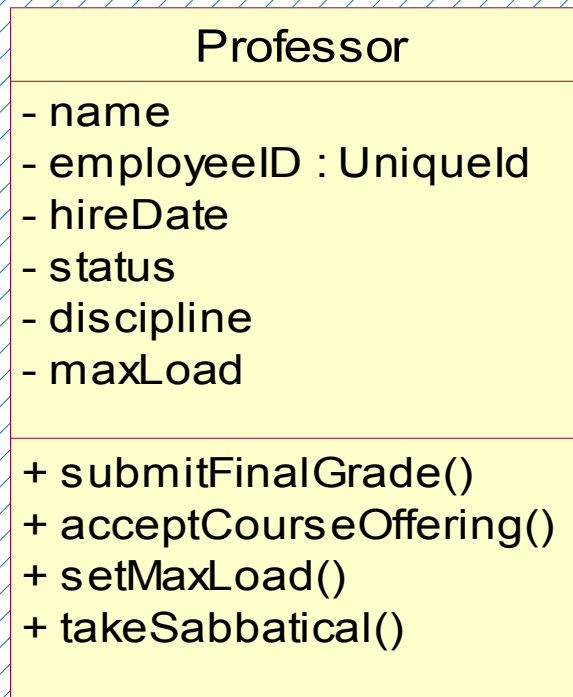 Professor
- name
- employeeID : UniqueId
- hireDate
- status
- discipline
- maxLoad
+ submitFinalGrade()
+ acceptCourseOffering()
+ setMaxLoad()
+ takeSabbatical()